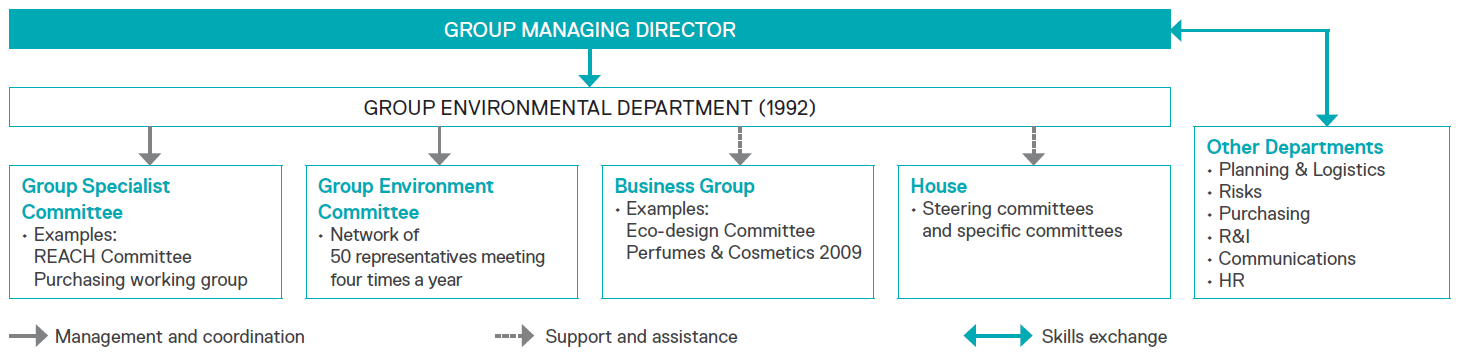 GROUP MANAGING DIRECTOR
GROUP ENVIRONMENTAL DEPARTMENT (1992)
Group Specialist
Committee
• Examples:
REACH Committee
Purchasing working group
Group Environment
Committee
• Network of
50 representatives meeting
four times a year
Business Group
• Examples:
Eco-design Committee
Perfumes & Cosmetics 2009
House
• Steering committees
and specific committees
Other Departments
• Planning & Logistics
• Risks
• Purchasing
• R&I
• Communications
• HR
Management and coordination
Support and assistance
Skills exchange